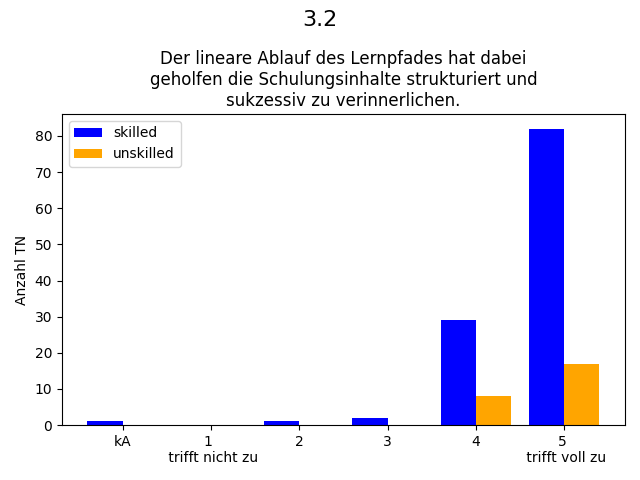 3.2
Der lineare Ablauf des Lernpfades hat dabei
geholfen die Schulungsinhalte strukturiert und
sukzessiv zu verinnerlichen.
skilled
unskilled
Anzahl TN
80
70
60
50
40
30
20
10
0
kA 1 2 3 4 5
trifft nicht zu trifft voll zu